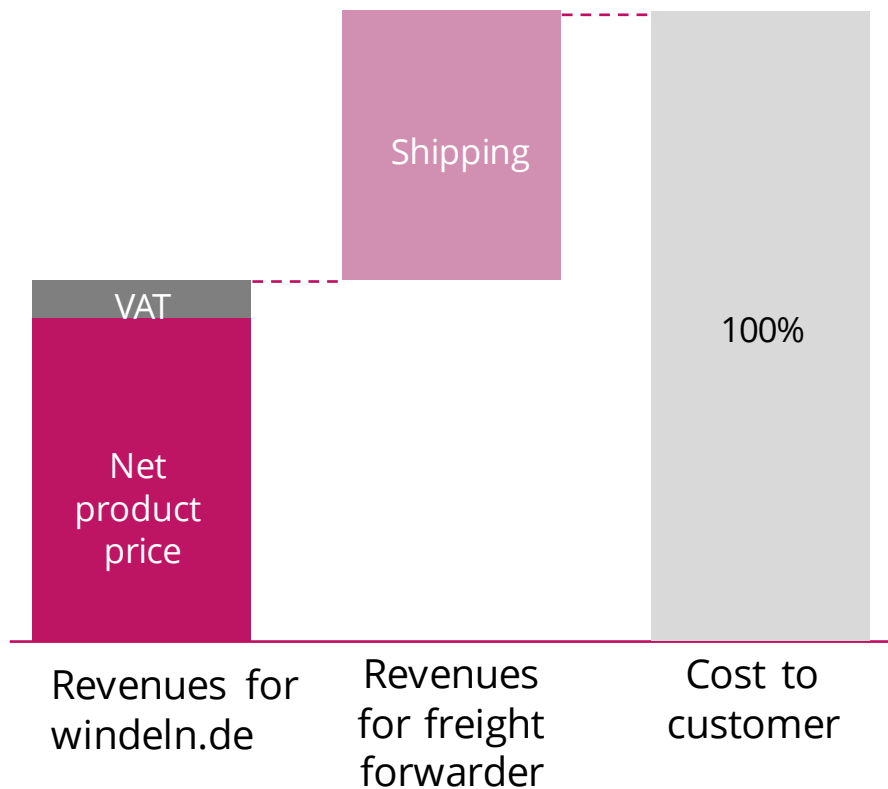 Shipping
VAT
100%
Net
product
price
Revenues for
windeln.de
Revenues
for freight
forwarder
Cost to
customer